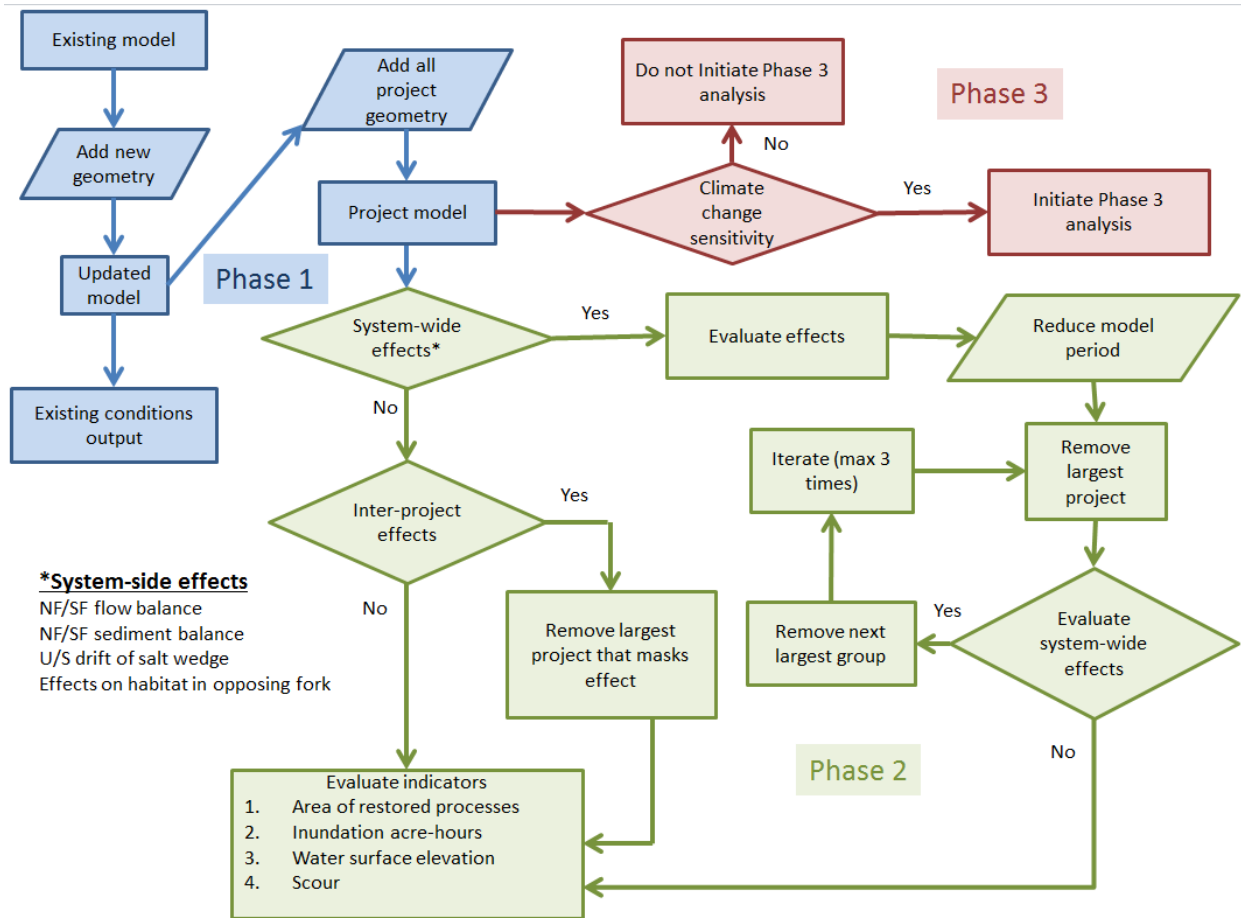 Existing model
Add new
geometry
Updated
model
Existing conditions
output
Add all
project
geometry
Project model
Phase 1
Do not Initiate Phase 3
analysis
Phase 3
No
Climate
change
sensitivity
Yes
Initiate Phase 3
analysis
System-wide
effects*
Yes
Evaluate effects
Reduce model
period
No
Inter-project
effects
Yes
Iterate (max 3
times)
Remove
largest
project
No
Remove largest
project that masks
effect
Remove next
largest group
Yes
Evaluate
system-wide
effects
No
Phase 2
*System-side effects
NF/SF flow balance
NF/SF sediment balance
U/S drift of salt wedge
Effects on habitat in opposing fork
Evaluate indicators
1. Area of restored processes
2. Inundation acre-hours
3. Water surface elevation
4. Scour